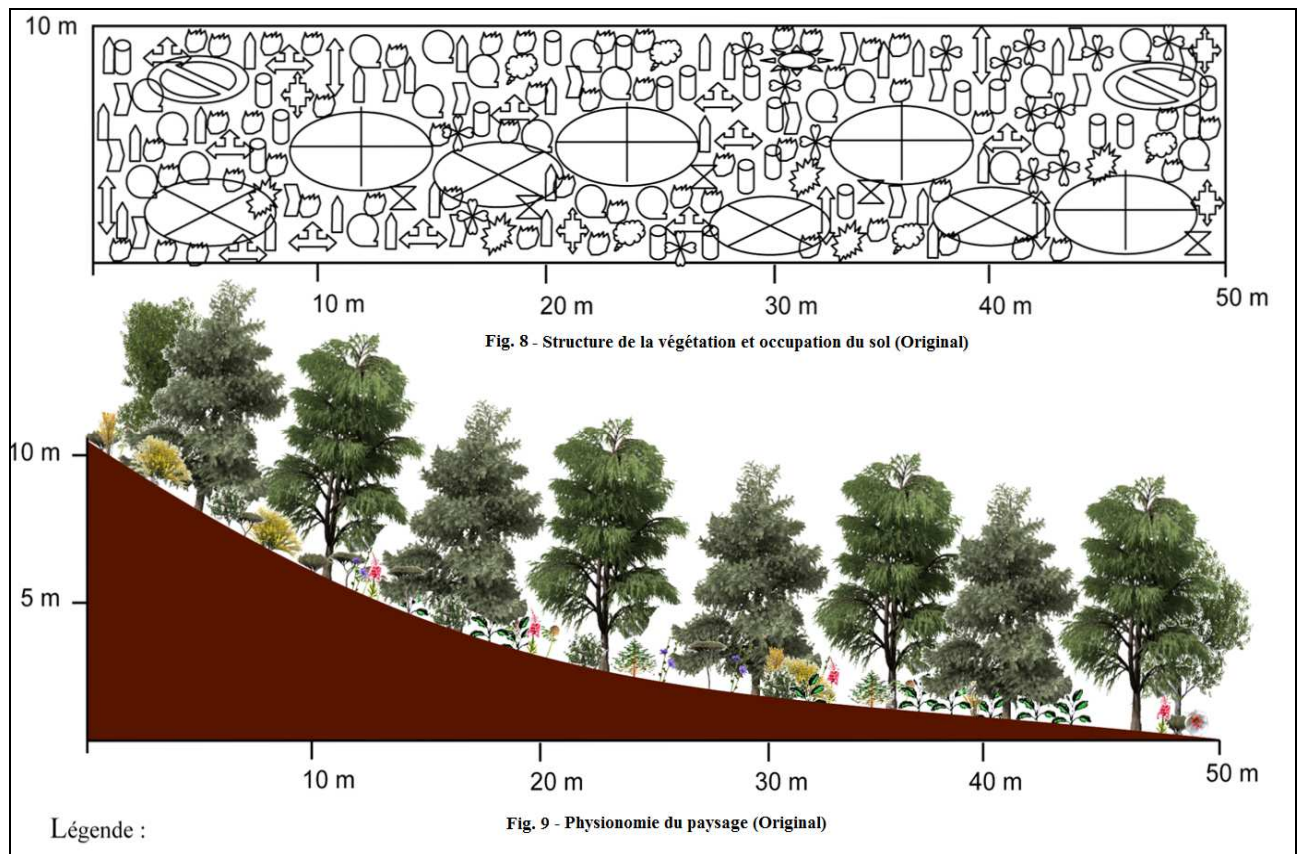 10 m
10 m 20 m 30 m 40 m 50 m
Fig. 8 - Structure de la végétation et occupation du sol (Original)
10 m
5 m
10 m 20 m 30 m 40 m 50 m
Légende :
Fig. 9 - Physionomie du paysage (Original)